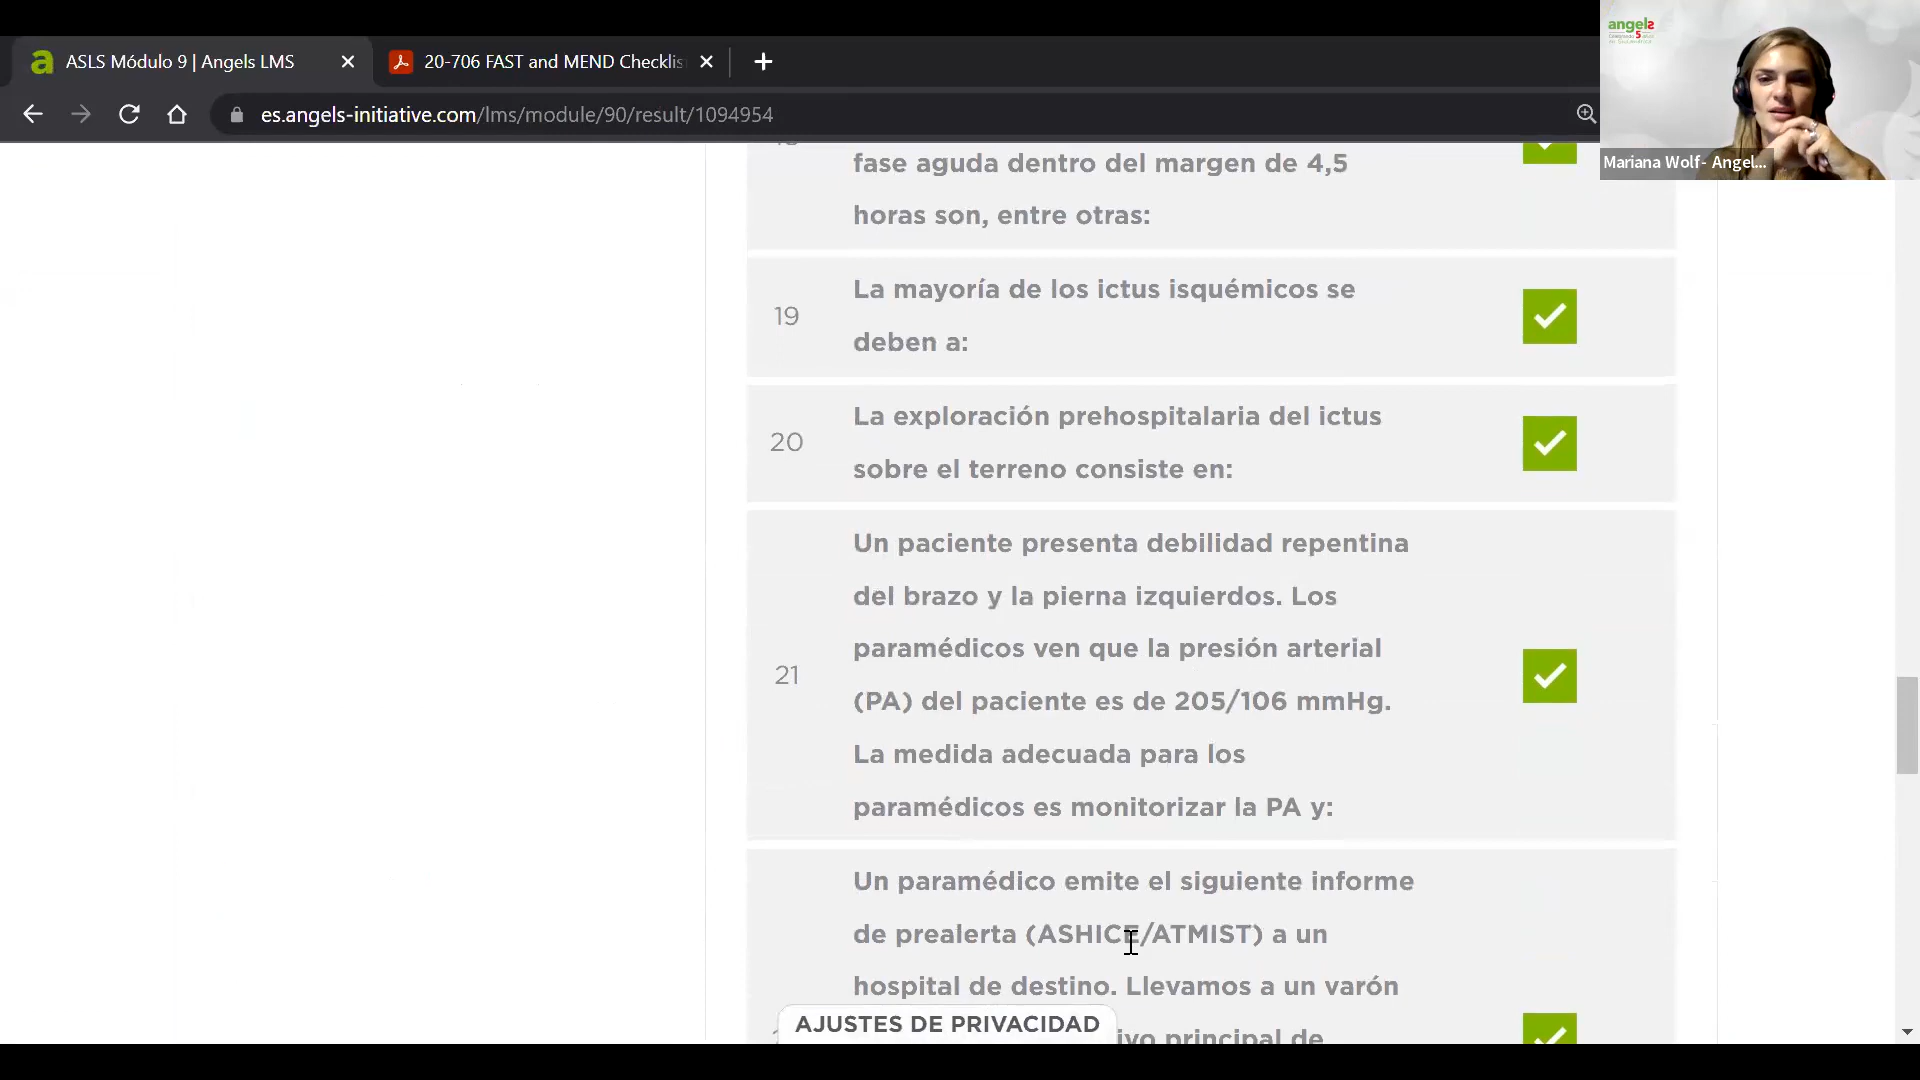 ASLS Módulo 9 | Angels LMS
20-706 FAST and MEND Checklis
es.angels-initiative.com/lms/module/90/result/1094954
angels
5
Mariana Wolf- Angel...
fase aguda dentro del margen de 4,5
horas son, entre otras:
19
La mayoría de los ictus isquémicos se
deben a:
20
La exploración prehospitalaria del ictus
sobre el terreno consiste en:
21
Un paciente presenta debilidad repentina
del brazo y la pierna izquierdos. Los
paramédicos ven que la presión arterial
(PA) del paciente es de 205/106 mmHg.
La medida adecuada para los
paramédicos es monitorizar la PA y:
Un paramédico emite el siguiente informe
de prealerta (ASHICE/ATMIST) a un
hospital de destino. Llevamos a un varón
ivo principal de
AJUSTES DE PRIVACIDAD